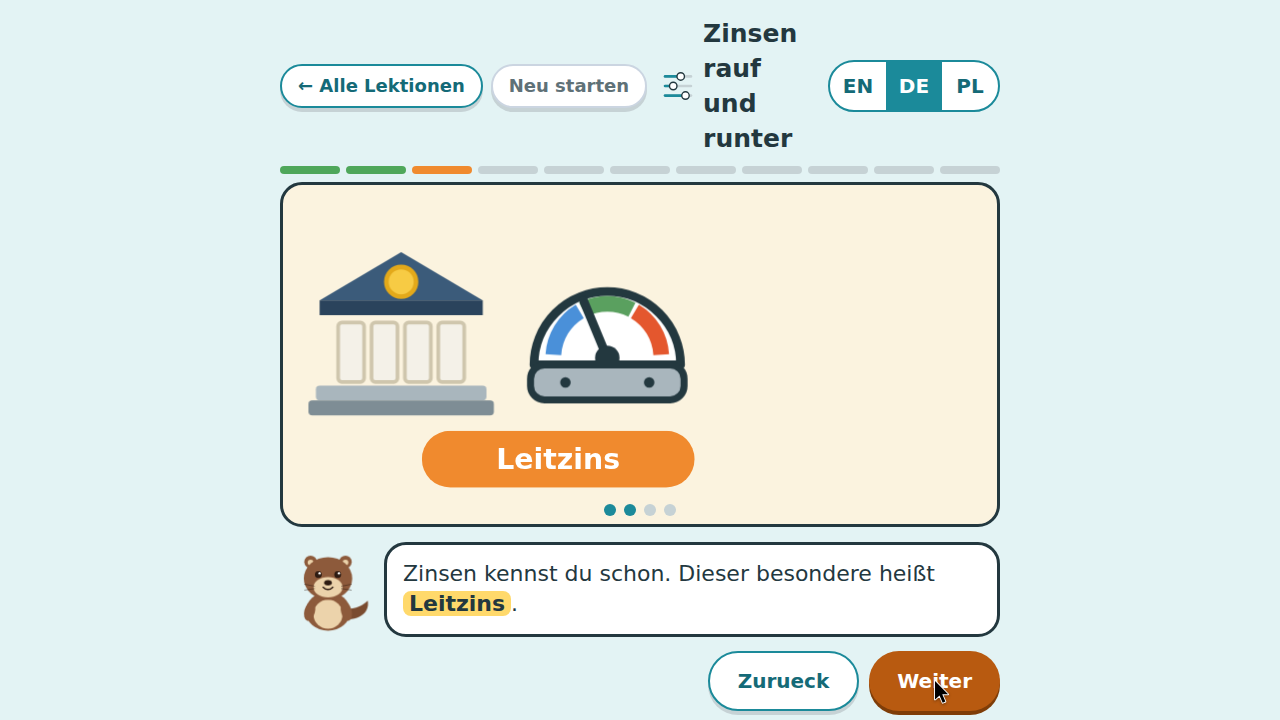 ← Alle Lektionen
Neu starten
Zinsen
rauf
und
runter
EN DE PL
Leitzins
Zinsen kennst du schon. Dieser besondere heißt
Leitzins.
Zurueck
Weiter